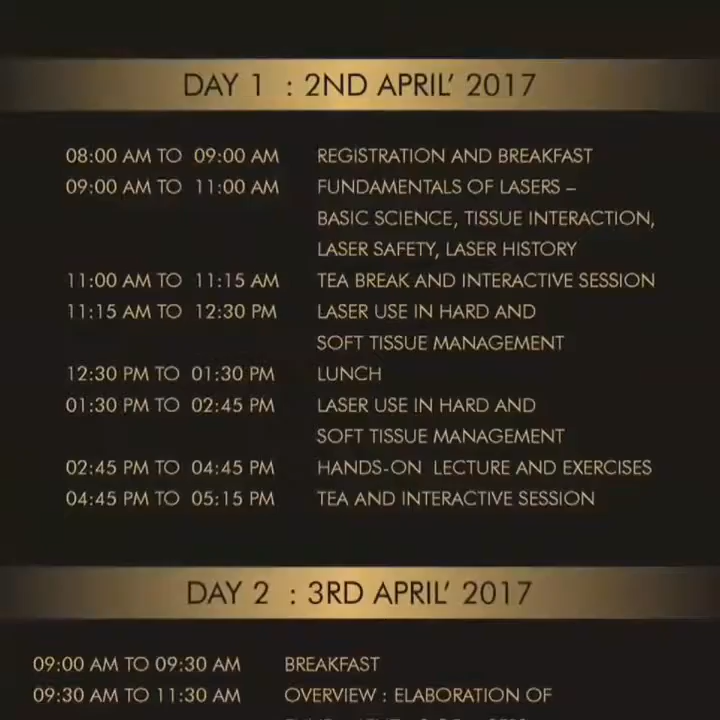 DAY 1 : 2ND APRIL' 2017
08:00 AM TO 09:00 AM REGISTRATION AND BREAKFAST
09:00 AM TO 11:00 AM FUNDAMENTALS OF LASERS –
BASIC SCIENCE, TISSUE INTERACTION,
LASER SAFETY, LASER HISTORY
11:00 AM TO 11:15 AM TEA BREAK AND INTERACTIVE SESSION
11:15 AM TO 12:30 PM LASER USE IN HARD AND
SOFT TISSUE MANAGEMENT
12:30 PM TO 01:30 PM LUNCH
01:30 PM TO 02:45 PM LASER USE IN HARD AND
SOFT TISSUE MANAGEMENT
02:45 PM TO 04:45 PM HANDS-ON LECTURE AND EXERCISES
04:45 PM TO 05:15 PM TEA AND INTERACTIVE SESSION
DAY 2 : 3RD APRIL' 2017
09:00 AM TO 09:30 AM BREAKFAST
09:30 AM TO 11:30 AM OVERVIEW : ELABORATION OF